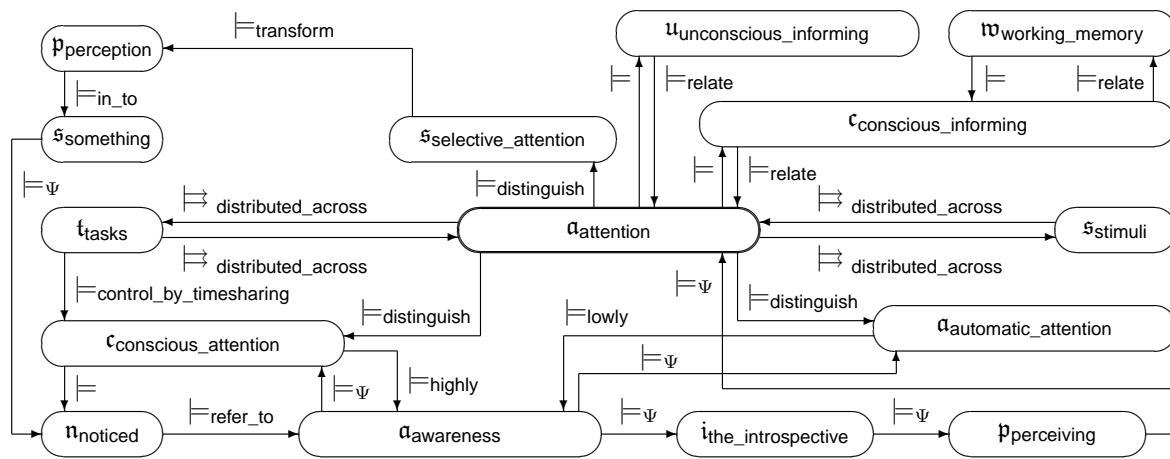 ⊨transform
𝔭perception
𝔲unconscious_informing
𝔴working_memory
⊨in_to
⊨
⊨relate
⊨
⊨relate
𝔰something
𝔰selective_attention
𝔠conscious_informing
⊨Ψ
⊨distinguish
⊨
⊨relate
⊨⇒ distributed_across
⊨⇒ distributed_across
𝔱tasks
𝔞attention
𝔰stimuli
⊨⇒ distributed_across
⊨Ψ
⊨⇒ distributed_across
⊨control_by_timesharing
⊨distinguish
⊨distinguish
⊨lowly
𝔞automatic_attention
𝔠conscious_attention
⊨Ψ
⊨
⊨Ψ
⊨highly
𝔫noticed
⊨refer_to
𝔞awareness
⊨Ψ
𝔦the_introspective
⊨Ψ
𝔭perceiving